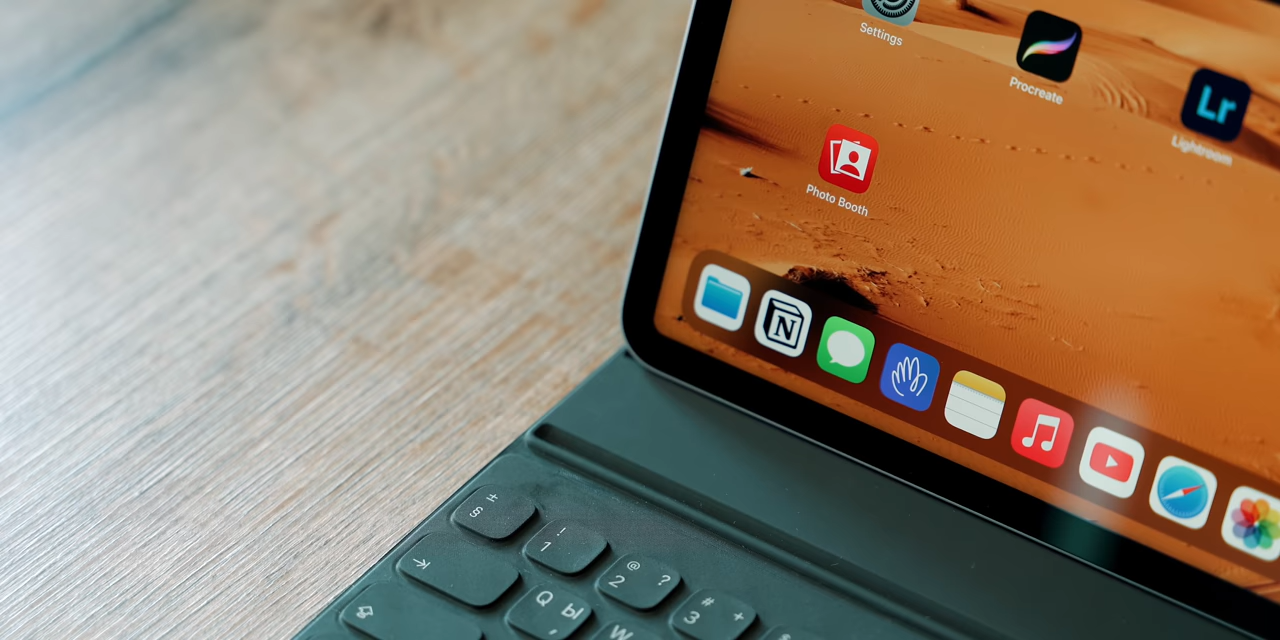 Settings
Procreate
Lr
Lightroom
Photo Booth
N
± §
! 1
@ 2 ?
# 3 +
Q Ы ,
W